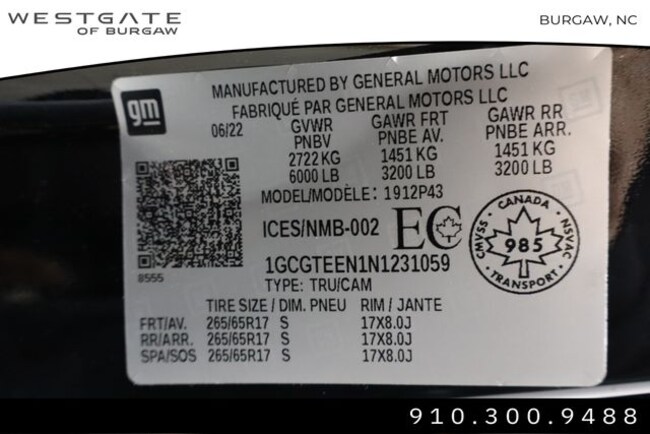 WESTGATE
OF BURGAW
BURGAW, NC
gm
MANUFACTURED BY GENERAL MOTORS LLC
FABRIQUÉ PAR GENERAL MOTORS LLC
06/22 GVWR GAWR FRT GAWR RR
PNBV PNBE AV. PNBE ARR.
2722 KG 1451 KG 1451 KG
6000 LB 3200 LB 3200 LB
MODEL/MODÈLE: 1912P43
ICES/NMB-002 EC
CANADA
CMVSS 985 NSVAC
TRANSPORT
8555
1GCGTEEN1N1231059
TYPE: TRU/CAM
TIRE SIZE / DIM. PNEU RIM / JANTE
FRT/AV. 265/65R17 S 17X8.0J
RR/ARR. 265/65R17 S 17X8.0J
SPA/SOS 265/65R17 S 17X8.0J
910.300.9488